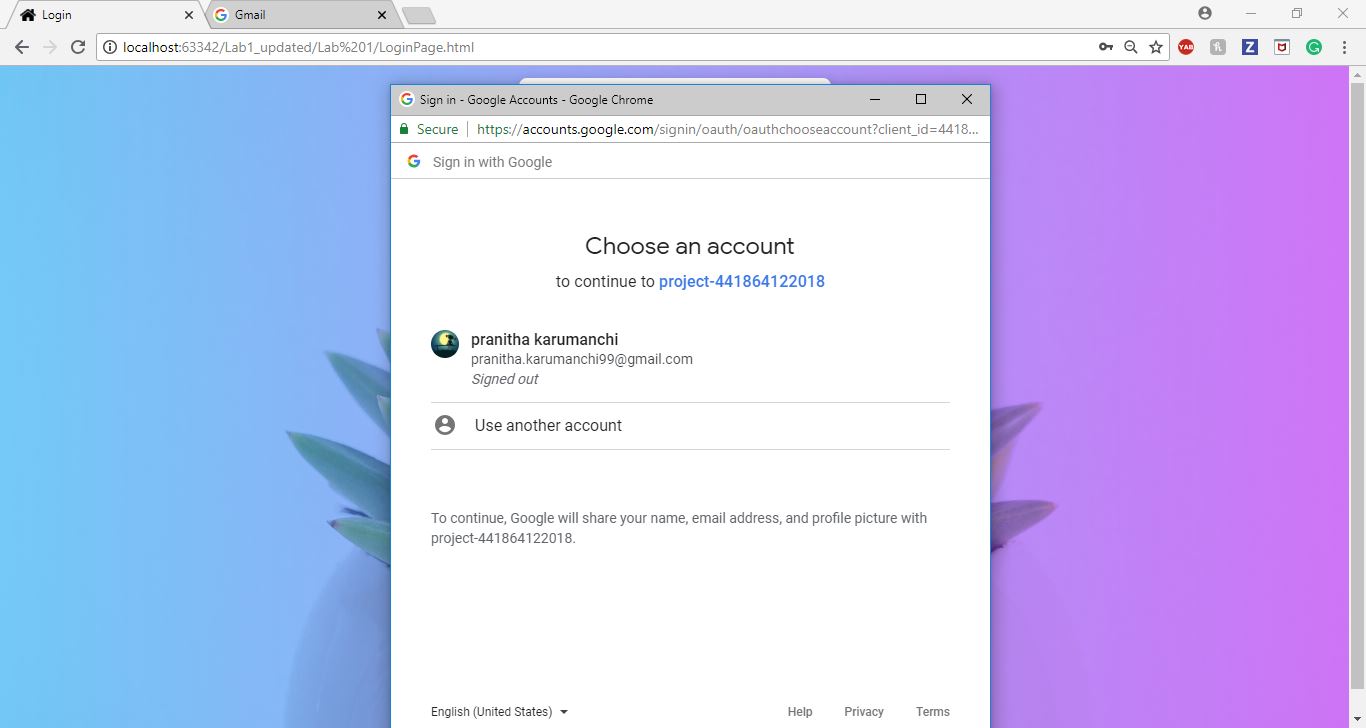 Login
Gmail
localhost:63342/Lab1_updated/Lab%201/LoginPage.html
YAB
Z
Sign in - Google Accounts - Google Chrome
Secure
https://accounts.google.com/signin/oauth/oauthchooseaccount?client_id=4418...
Sign in with Google
Choose an account
to continue to project-441864122018
pranitha karumanchi
pranitha.karumanchi99@gmail.com
Signed out
Use another account
To continue, Google will share your name, email address, and profile picture with
project-441864122018.
English (United States)
Help Privacy Terms